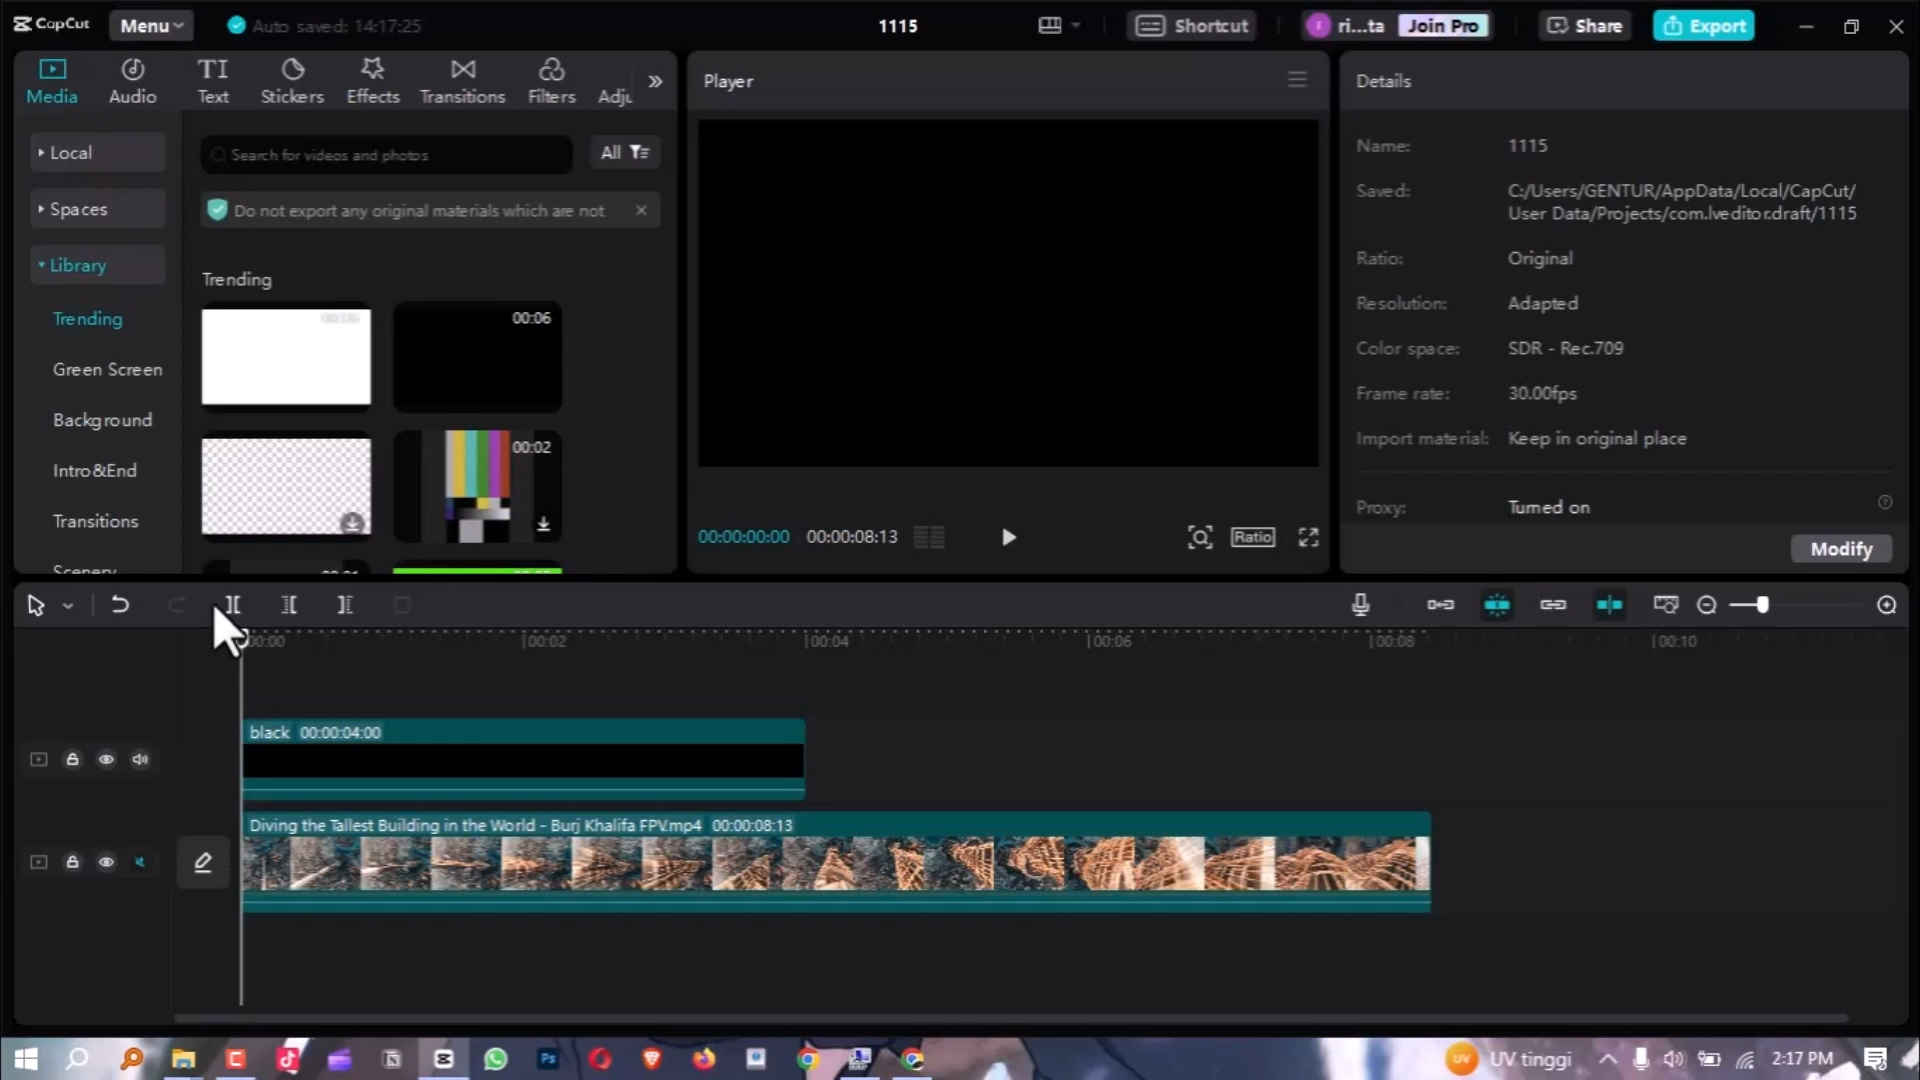 CapCut
Menu
Auto saved: 14:17:25
1115
Shortcut
ri...ta
Join Pro
Share
Export
Media
Audio
TI
Text
Stickers
Effects
Transitions
Filters
Adju
Player
Details
Local
Spaces
Library
Trending
Green Screen
Background
Intro&End
Transitions
Scenery
Search for videos and photos
All
Do not export any original materials which are not
Trending
00:06
00:02
00:00:00:00
00:00:08:13
Ratio
Name: 1115
Saved: C:/Users/GENTUR/AppData/Local/CapCut/
User Data/Projects/com.lveditor.draft/1115
Ratio: Original
Resolution: Adapted
Color space: SDR - Rec.709
Frame rate: 30.00fps
Import material: Keep in original place
Proxy: Turned on
Modify
00:00
00:02
00:04
00:06
00:08
00:10
black 00:00:04:00
Diving the Tallest Building in the World - Burj Khalifa FPV.mp4 00:00:08:13
Ps
UV
UV tinggi
2:17 PM